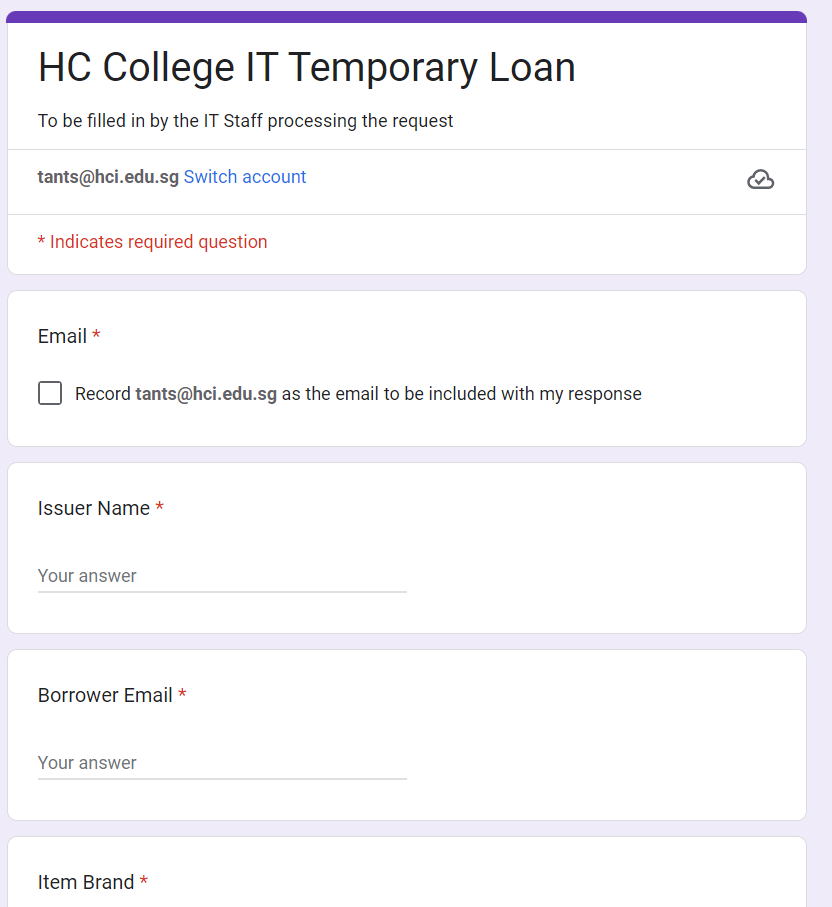 HC College IT Temporary Loan
To be filled in by the IT Staff processing the request
tants@hci.edu.sg Switch account
* Indicates required question
Email *
Record tants@hci.edu.sg as the email to be included with my response
Issuer Name *
Your answer
Borrower Email *
Your answer
Item Brand *